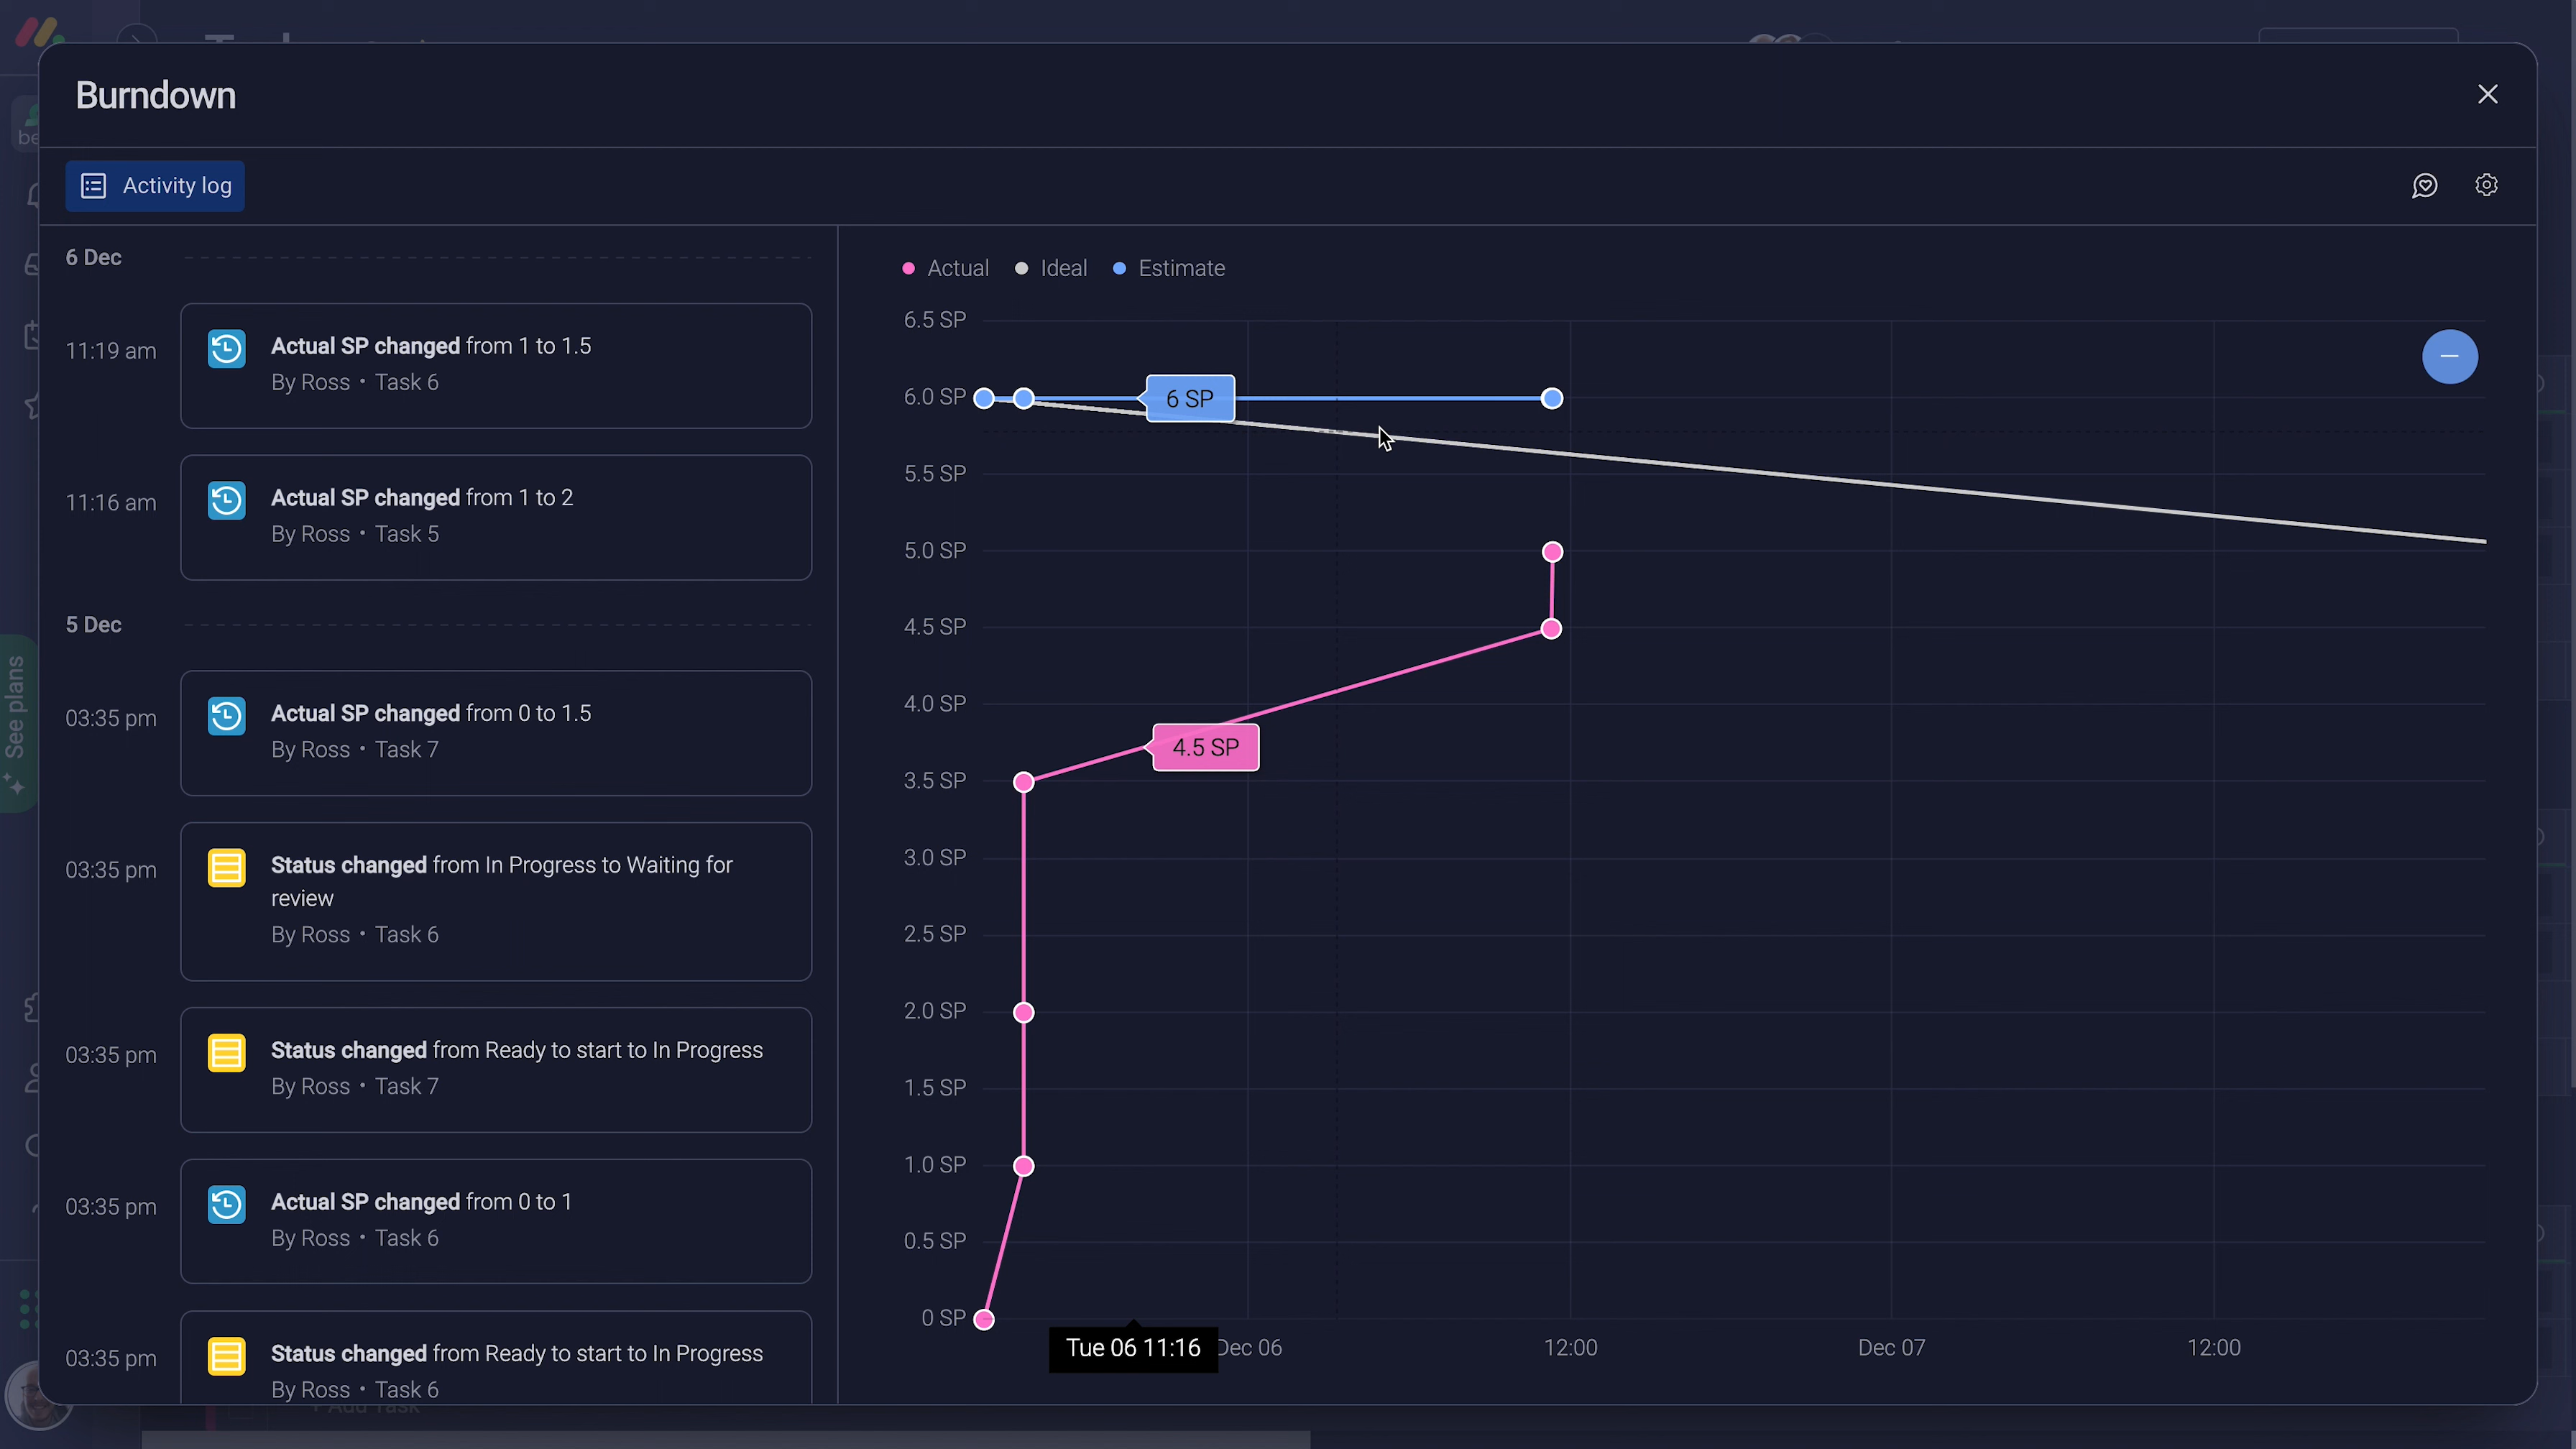 Burndown
Activity log
6 Dec
11:19 am
Actual SP changed from 1 to 1.5
By Ross • Task 6
11:16 am
Actual SP changed from 1 to 2
By Ross • Task 5
5 Dec
03:35 pm
Actual SP changed from 0 to 1.5
By Ross • Task 7
03:35 pm
Status changed from In Progress to Waiting for
review
By Ross • Task 6
03:35 pm
Status changed from Ready to start to In Progress
By Ross • Task 7
03:35 pm
Actual SP changed from 0 to 1
By Ross • Task 6
03:35 pm
Status changed from Ready to start to In Progress
By Ross • Task 6
See plans
Actual Ideal Estimate
6.5 SP
6.0 SP
6 SP
5.5 SP
5.0 SP
4.5 SP
4.0 SP
4.5 SP
3.5 SP
3.0 SP
2.5 SP
2.0 SP
1.5 SP
1.0 SP
0.5 SP
0 SP
Tue 06 11:16
Dec 06
12:00
Dec 07
12:00
+ Add Task